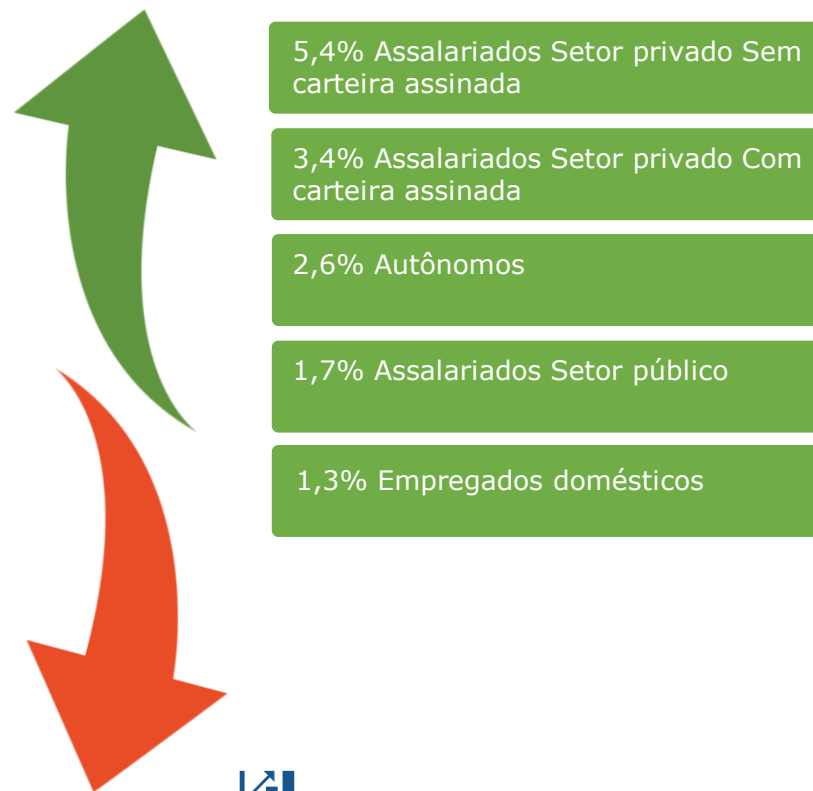 5,4% Assalariados Setor privado Sem
carteira assinada
3,4% Assalariados Setor privado Com
carteira assinada
2,6% Autônomos
1,7% Assalariados Setor público
1,3% Empregados domésticos